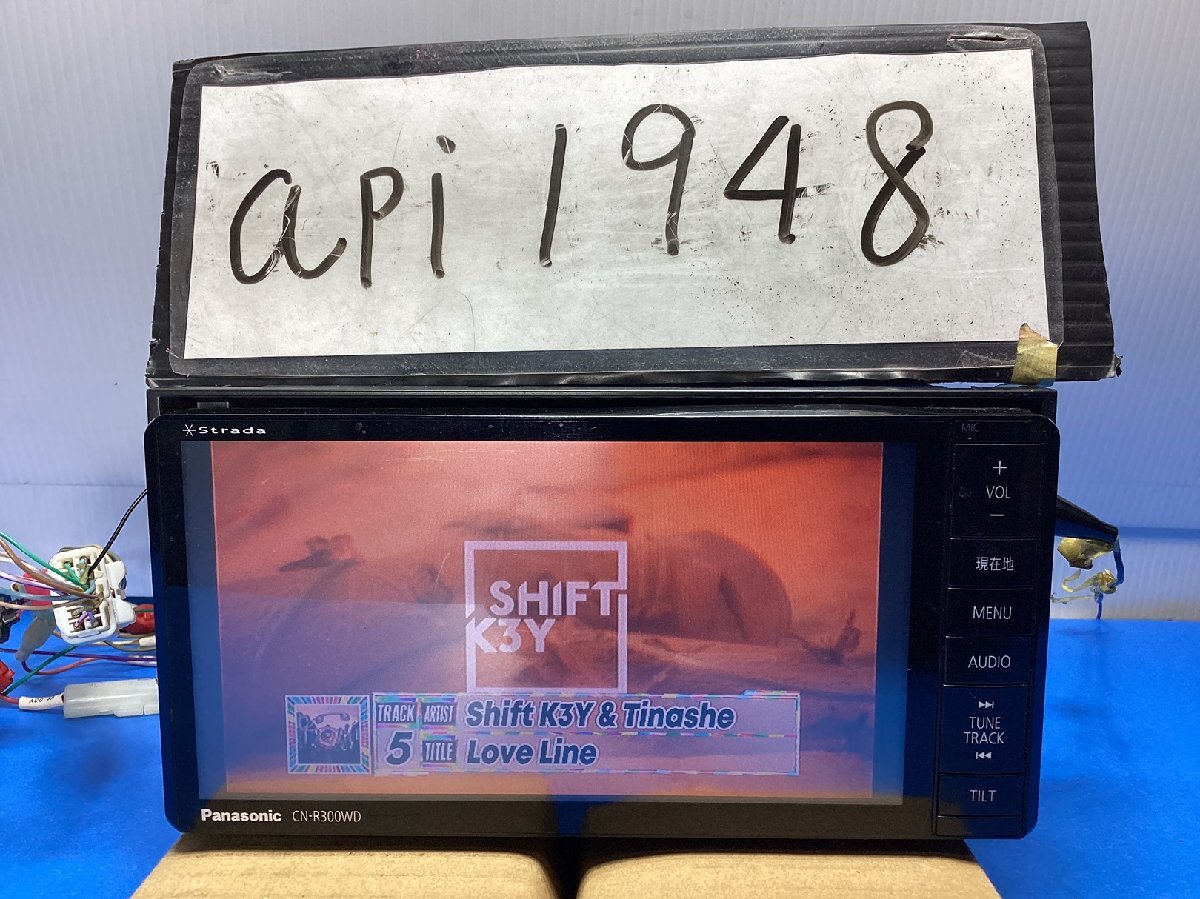 api 1948
Strada
MIC
+
VOL
−
現在地
MENU
AUDIO
TUNE
TRACK
TILT
SHIFT
K3Y
TRACK ARTIST Shift K3Y & Tinashe
5 TITLE Love Line
Panasonic CN-R300WD